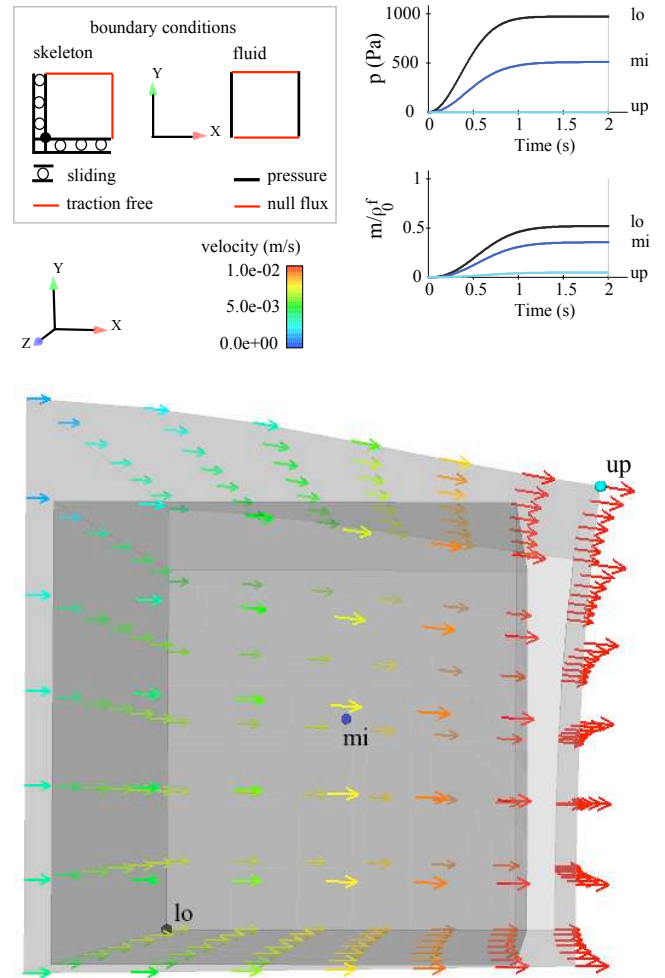 boundary conditions
skeleton
fluid
Y
X
sliding
pressure
traction free
null flux
p (Pa)
1000
500
0
0
0.5
1
1.5
2
Time (s)
lo
mi
up
m/ρ₀ᶠ
1
0.5
0
0
0.5
1
1.5
2
Time (s)
lo
mi
up
Y
X
Z
velocity (m/s)
1.0e-02
5.0e-03
0.0e+00
up
mi
lo